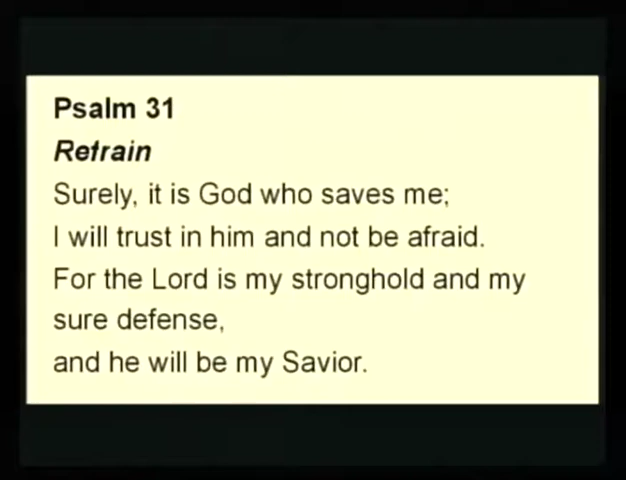 Psalm 31
Refrain
Surely, it is God who saves me;
I will trust in him and not be afraid.
For the Lord is my stronghold and my
sure defense,
and he will be my Savior.